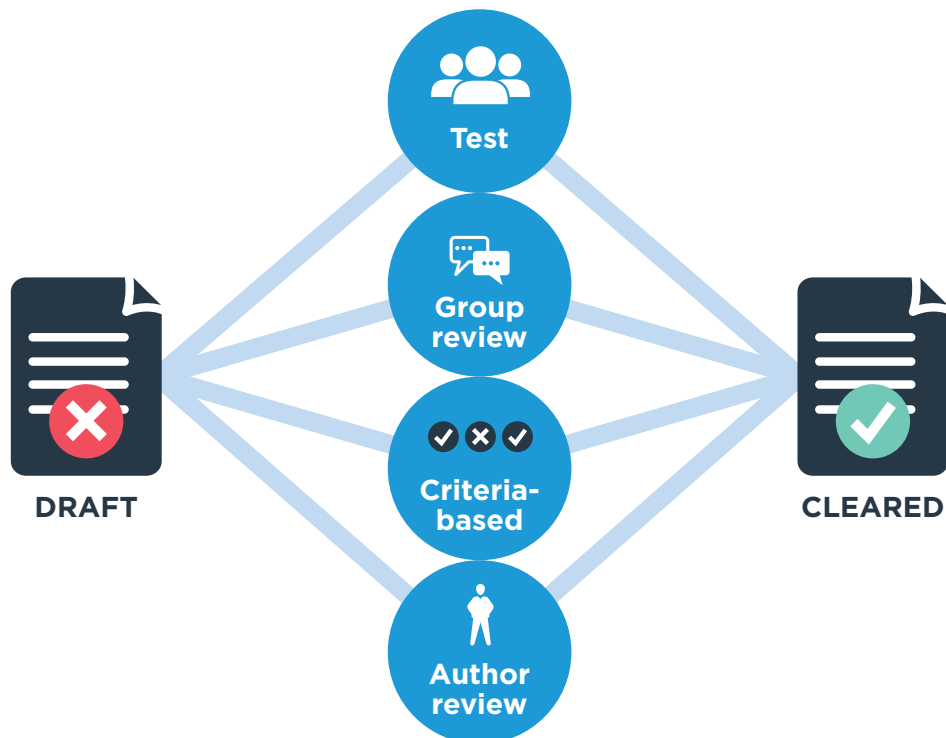 Test
Group
review
DRAFT
CLEARED
Criteria-
based
Author
review